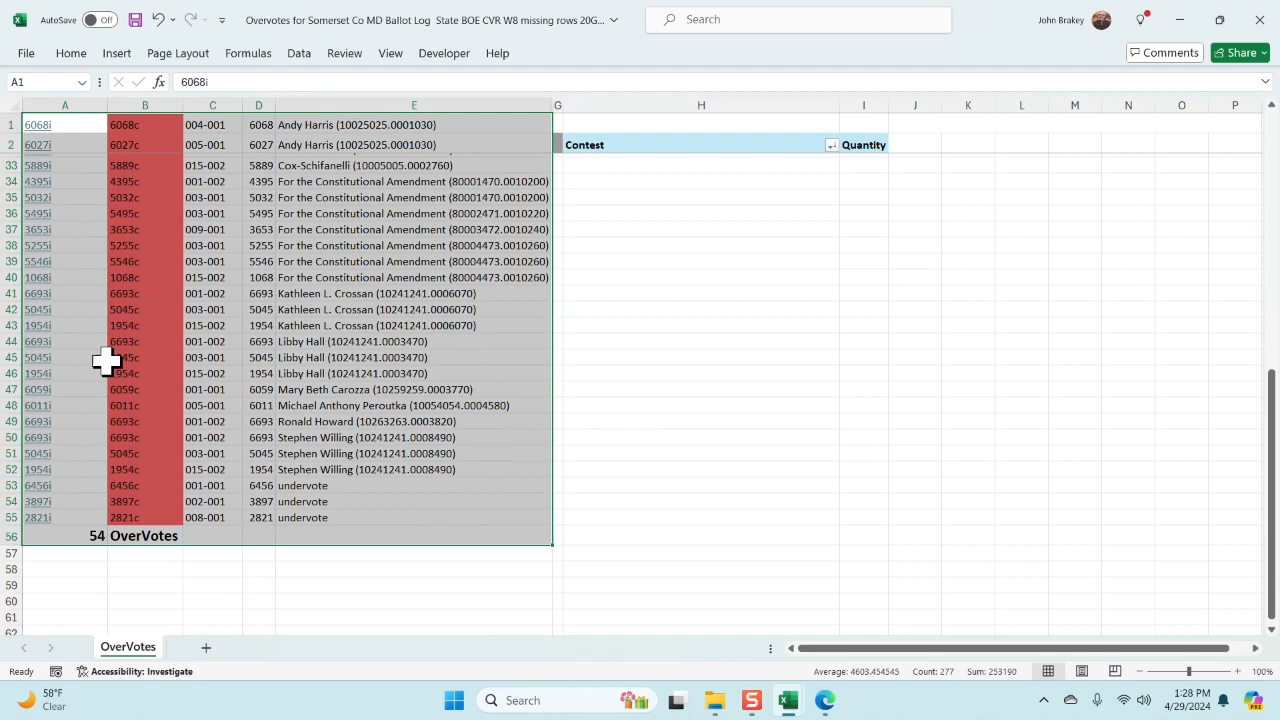 AutoSave Off Overvotes for Somerset Co MD Ballot Log State BOE CVR W8 missing rows 20G... Search John Brakey
File Home Insert Page Layout Formulas Data Review View Developer Help Comments Share
A1 fx 6068i
A B C D E G H I J K L M N O P
1 6068i 6068c 004-001 6068 Andy Harris (10025025.0001030)
2 6027i 6027c 005-001 6027 Andy Harris (10025025.0001030) Contest Quantity
33 5889i 5889c 015-002 5889 Cox-Schifanelli (10005005.0002760)
34 4395i 4395c 001-002 4395 For the Constitutional Amendment (80001470.0010200)
35 5032i 5032c 003-001 5032 For the Constitutional Amendment (80001470.0010200)
36 5495i 5495c 003-001 5495 For the Constitutional Amendment (80002471.0010220)
37 3653i 3653c 009-001 3653 For the Constitutional Amendment (80003472.0010240)
38 5255i 5255c 003-001 5255 For the Constitutional Amendment (80004473.0010260)
39 5546i 5546c 003-001 5546 For the Constitutional Amendment (80004473.0010260)
40 1068i 1068c 015-002 1068 For the Constitutional Amendment (80004473.0010260)
41 6693i 6693c 001-002 6693 Kathleen L. Crossan (10241241.0006070)
42 5045i 5045c 003-001 5045 Kathleen L. Crossan (10241241.0006070)
43 1954i 1954c 015-002 1954 Kathleen L. Crossan (10241241.0006070)
44 6693i 6693c 001-002 6693 Libby Hall (10241241.0003470)
45 5045i 45c 003-001 5045 Libby Hall (10241241.0003470)
46 1954i 1954c 015-002 1954 Libby Hall (10241241.0003470)
47 6059i 6059c 001-001 6059 Mary Beth Carozza (10259259.0003770)
48 6011i 6011c 005-001 6011 Michael Anthony Peroutka (10054054.0004580)
49 6693i 6693c 001-002 6693 Ronald Howard (10263263.0003820)
50 6693i 6693c 001-002 6693 Stephen Willing (10241241.0008490)
51 5045i 5045c 003-001 5045 Stephen Willing (10241241.0008490)
52 1954i 1954c 015-002 1954 Stephen Willing (10241241.0008490)
53 6456i 6456c 001-001 6456 undervote
54 3897i 3897c 002-001 3897 undervote
55 2821i 2821c 008-001 2821 undervote
56 54 OverVotes
57
58
59
60
61
62
OverVotes
Ready Accessibility: Investigate Average: 4603.454545 Count: 277 Sum: 253190 100%
58°F
Clear
Search
1:28 PM
4/29/2024